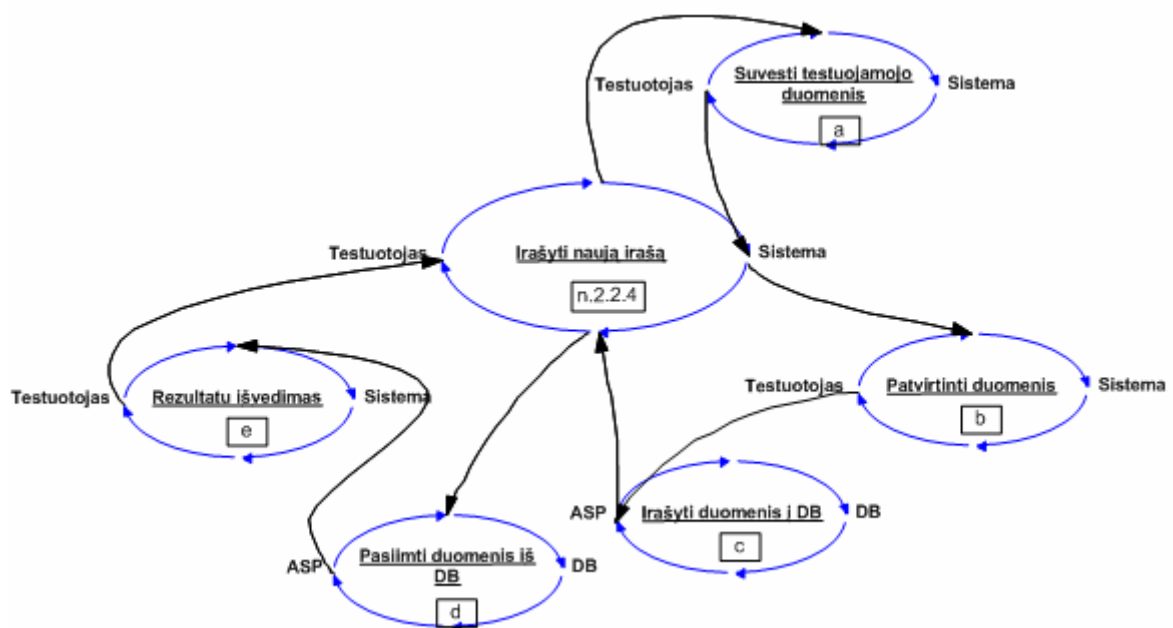 Testuotojas
Suvesti testuojamojo
duomenis
Sistema
a
Testuotojas
Irašyti naują irašą
Sistema
n.2.2.4
Testuotojas
Rezultatu išvedimas
Sistema
e
Testuotojas
Patvirtinti duomenis
Sistema
b
ASP
Irašyti duomenis į DB
DB
c
ASP
Pasiimti duomenis iš
DB
DB
d